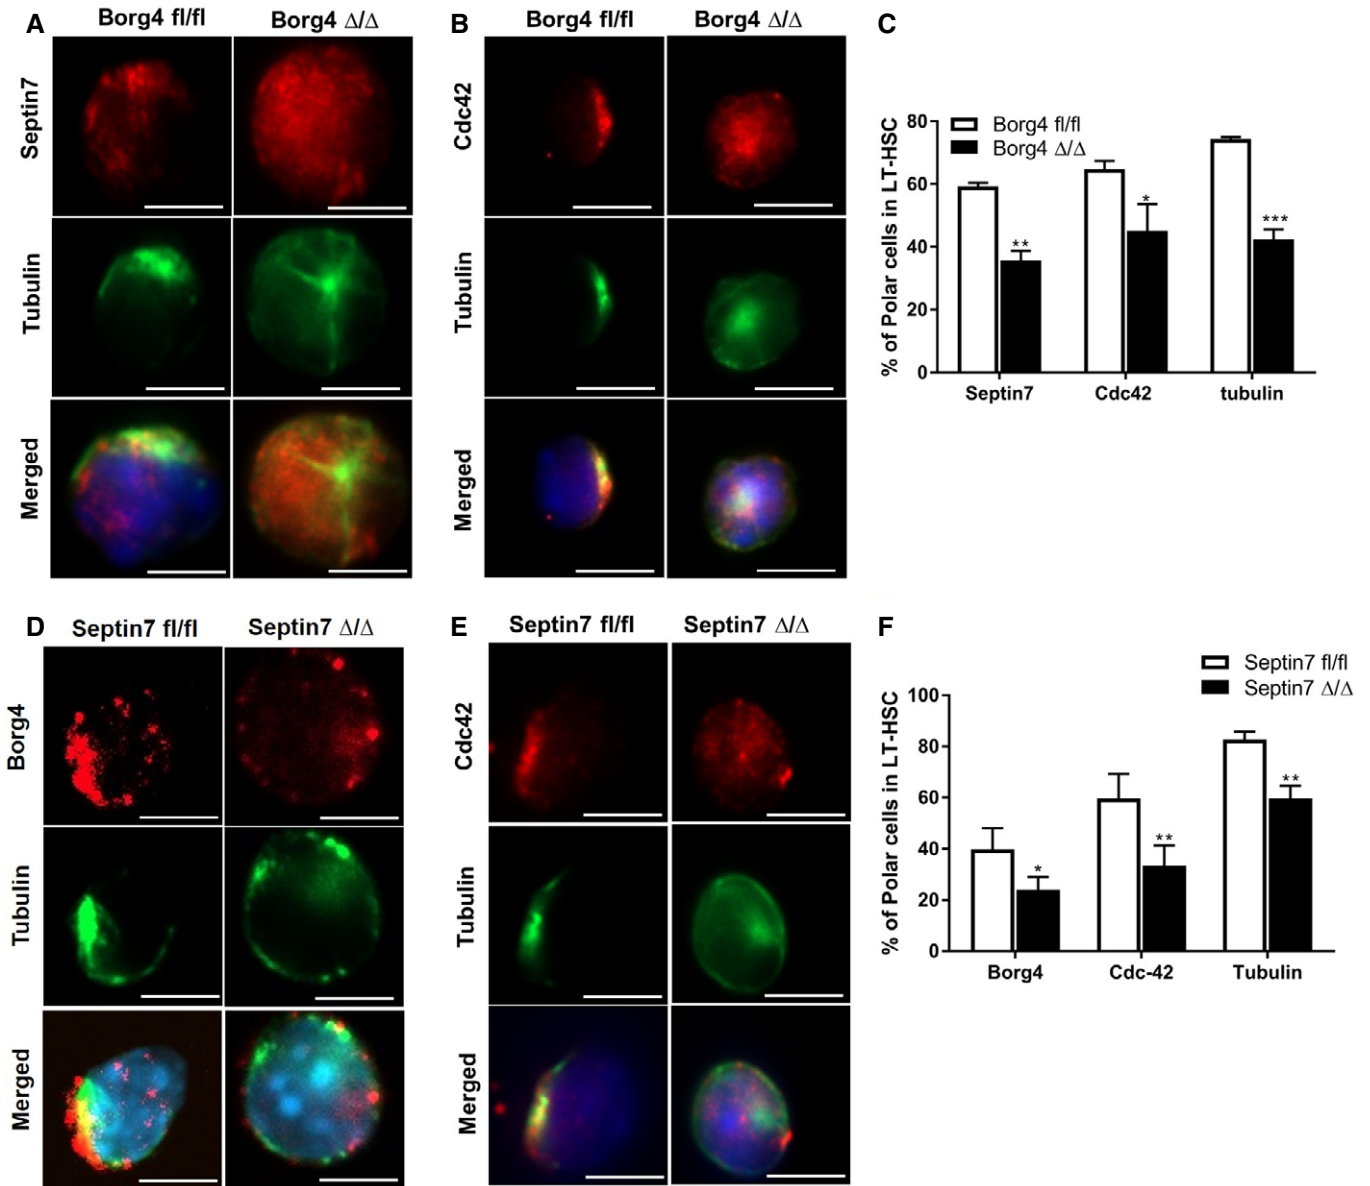 A
Borg4 fl/fl
Borg4 Δ/Δ
Septin7
Tubulin
Merged
B
Borg4 fl/fl
Borg4 Δ/Δ
Cdc42
Tubulin
Merged
C
% of Polar cells in LT-HSC
80
60
40
20
0
Borg4 fl/fl
Borg4 Δ/Δ
**
*
***
Septin7
Cdc42
tubulin
D
Septin7 fl/fl
Septin7 Δ/Δ
Borg4
Tubulin
Merged
E
Septin7 fl/fl
Septin7 Δ/Δ
Cdc42
Tubulin
Merged
F
Septin7 fl/fl
Septin7 Δ/Δ
% of Polar cells in LT-HSC
100
80
60
40
20
0
*
**
**
Borg4
Cdc-42
Tubulin